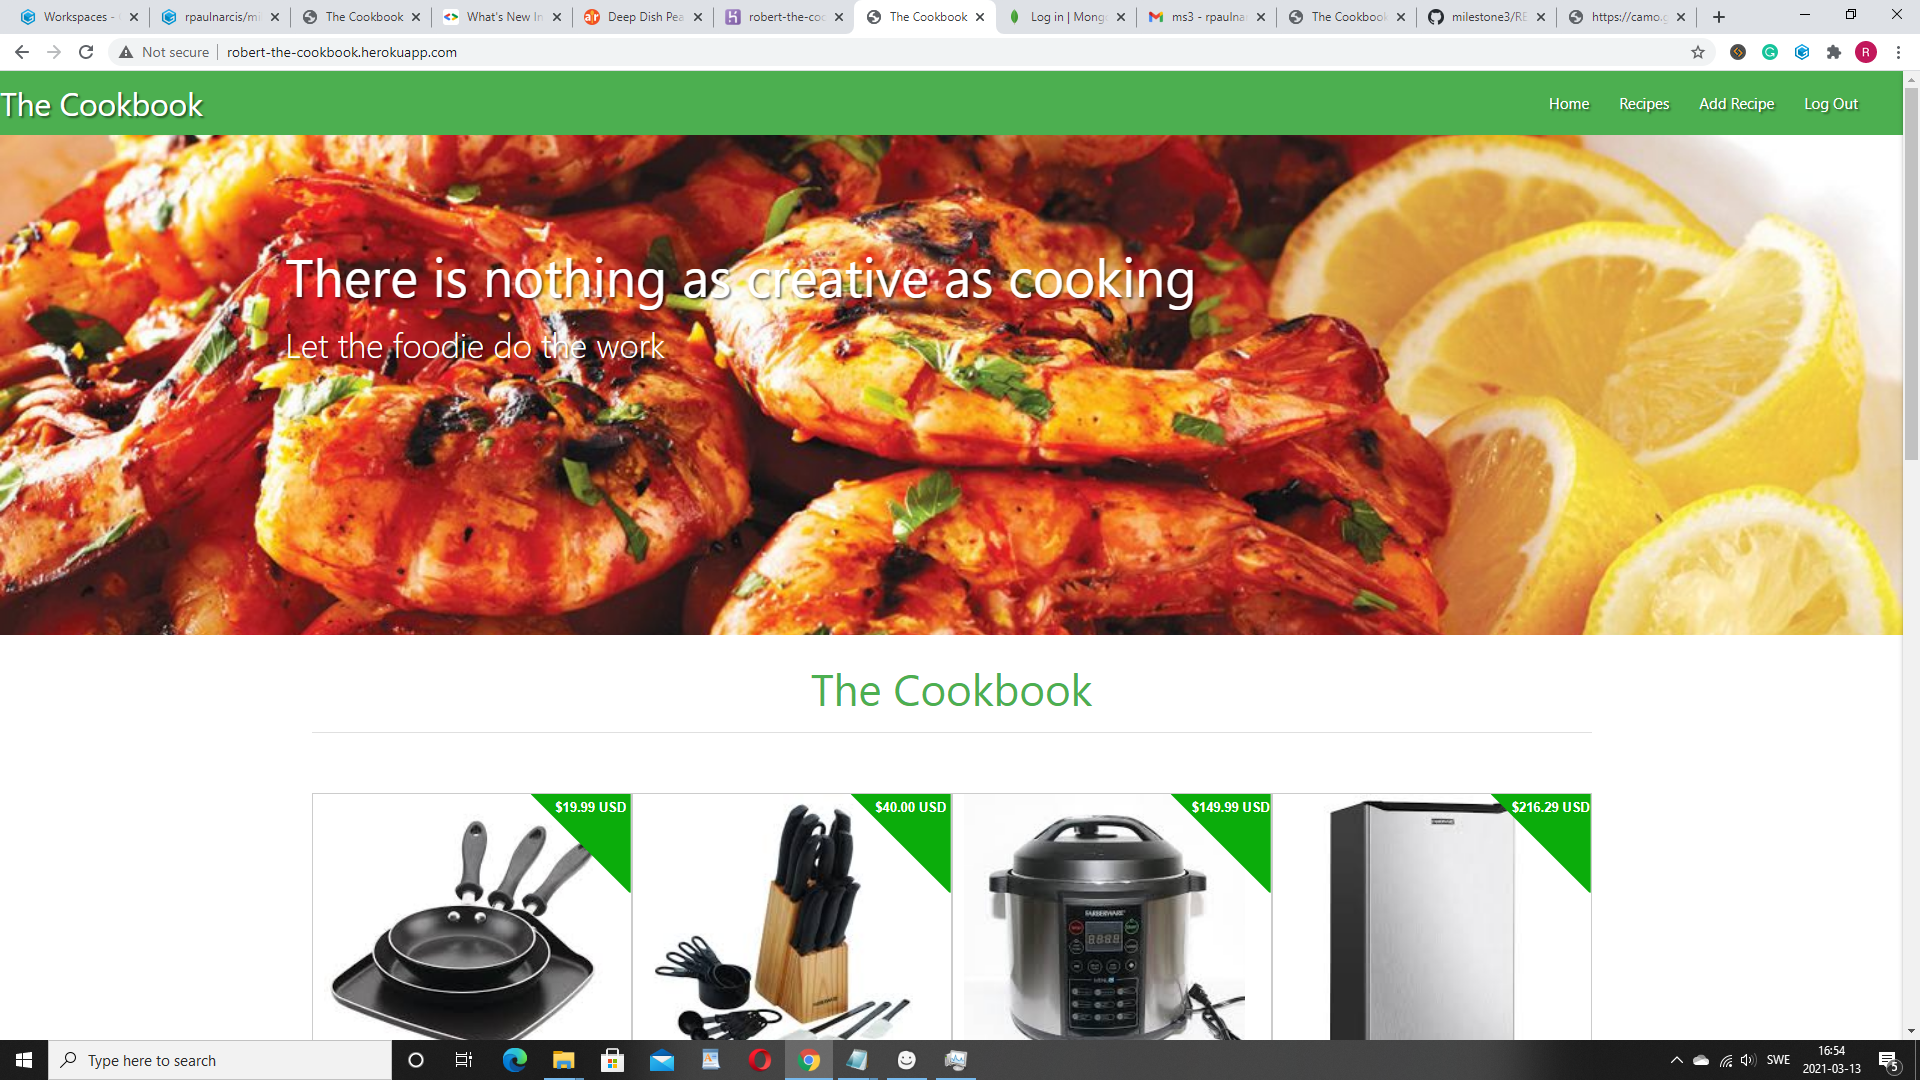 Workspaces -
rpaulnarcis/mi
The Cookbook
What's New In
Deep Dish Pea
robert-the-coo
The Cookbook
Log in | Mong
ms3 - rpaulna
The Cookbook
milestone3/RE
https://camo.g
Not secure
robert-the-cookbook.herokuapp.com
R
The Cookbook
Home
Recipes
Add Recipe
Log Out
There is nothing as creative as cooking
Let the foodie do the work
The Cookbook
$19.99 USD
$40.00 USD
$149.99 USD
$216.29 USD
FARBERWARE
Type here to search
SWE
16:54
2021-03-13
5